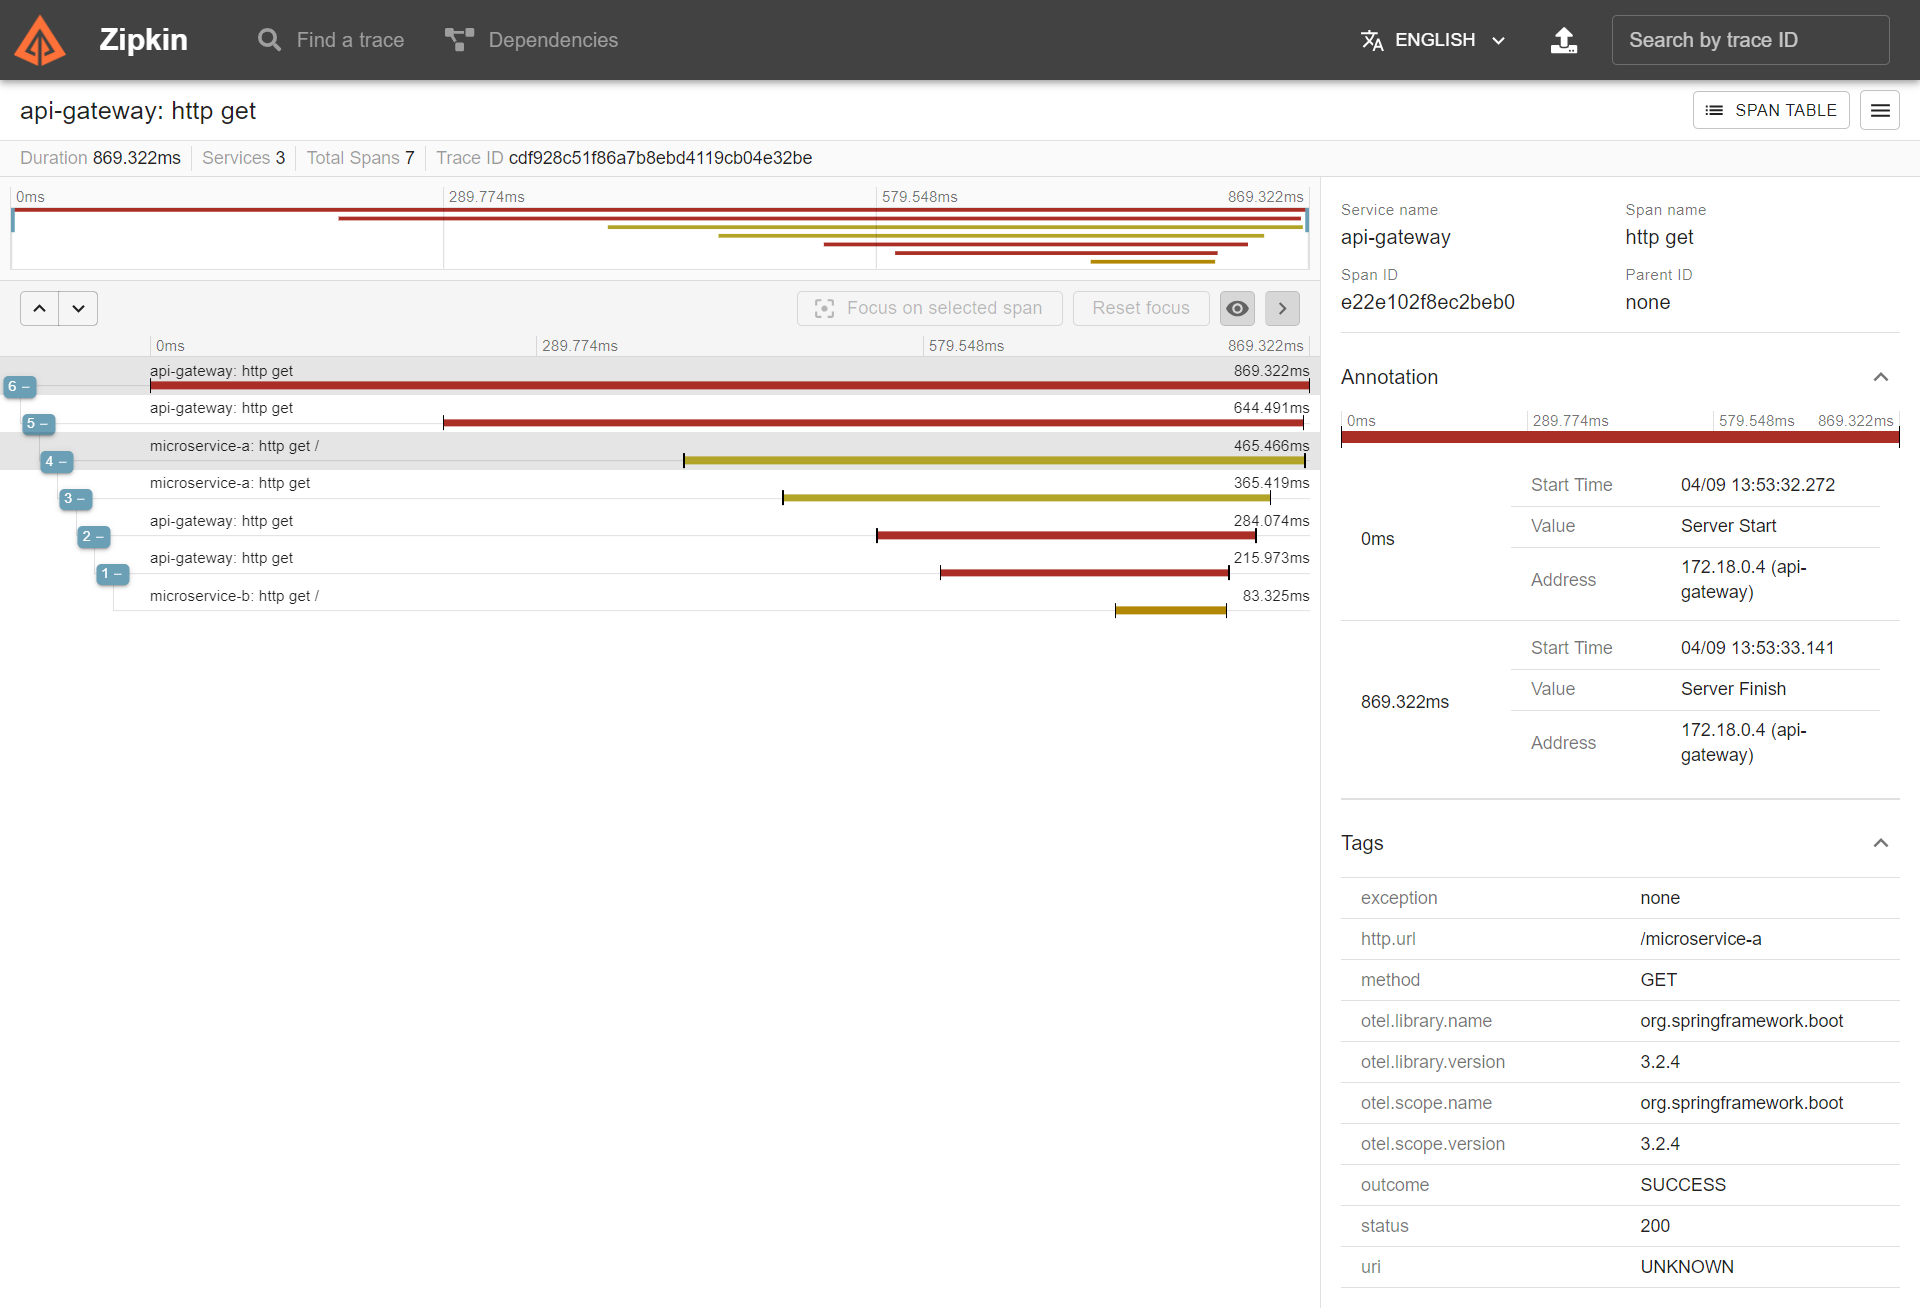 Zipkin
Find a trace
Dependencies
ENGLISH
Search by trace ID
api-gateway: http get
SPAN TABLE
Duration 869.322ms
Services 3
Total Spans 7
Trace ID cdf928c51f86a7b8ebd4119cb04e32be
0ms
289.774ms
579.548ms
869.322ms
Focus on selected span
Reset focus
0ms
289.774ms
579.548ms
869.322ms
6 –
api-gateway: http get
869.322ms
5 –
api-gateway: http get
644.491ms
4 –
microservice-a: http get /
465.466ms
3 –
microservice-a: http get
365.419ms
2 –
api-gateway: http get
284.074ms
1 –
api-gateway: http get
215.973ms
microservice-b: http get /
83.325ms
Service name
api-gateway
Span name
http get
Span ID
e22e102f8ec2beb0
Parent ID
none
Annotation
0ms
289.774ms
579.548ms
869.322ms
0ms
Start Time
04/09 13:53:32.272
Value
Server Start
Address
172.18.0.4 (api-
gateway)
869.322ms
Start Time
04/09 13:53:33.141
Value
Server Finish
Address
172.18.0.4 (api-
gateway)
Tags
exception
none
http.url
/microservice-a
method
GET
otel.library.name
org.springframework.boot
otel.library.version
3.2.4
otel.scope.name
org.springframework.boot
otel.scope.version
3.2.4
outcome
SUCCESS
status
200
uri
UNKNOWN